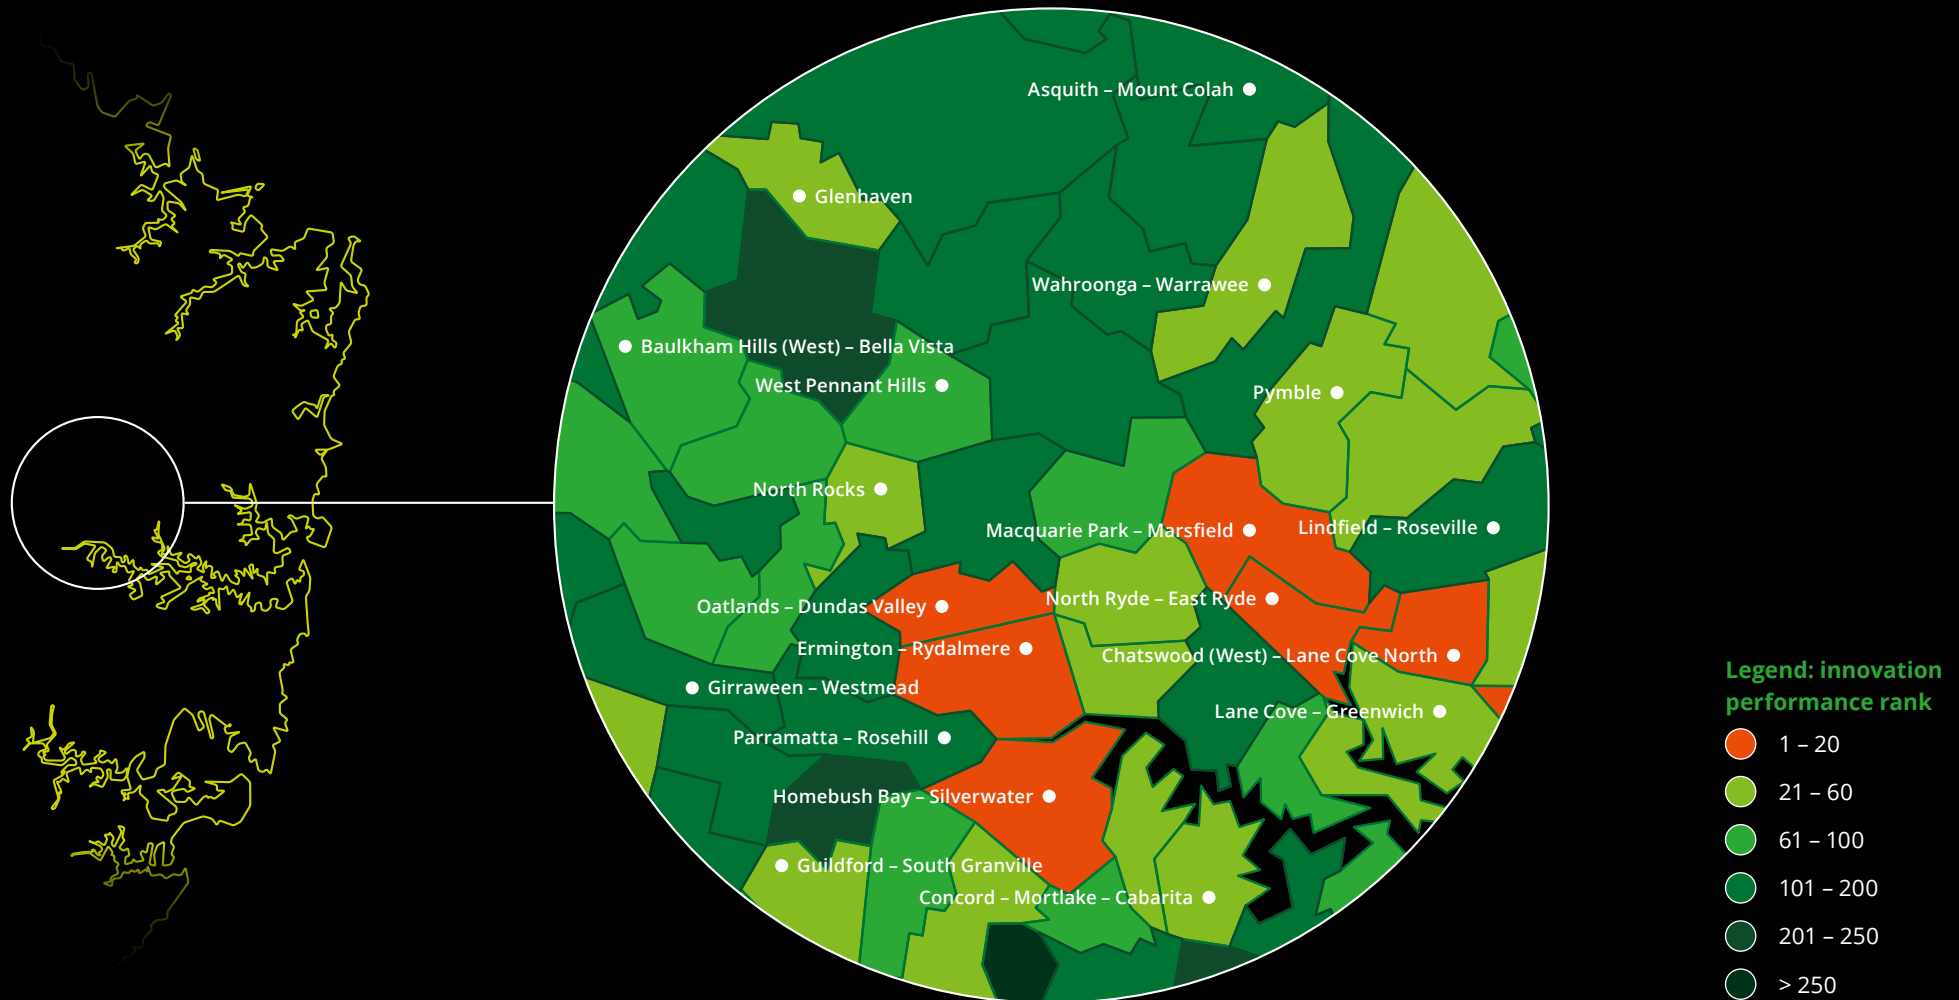 Asquith – Mount Colah
Glenhaven
Wahroonga – Warrawee
Baulkham Hills (West) – Bella Vista
West Pennant Hills
Pymble
North Rocks
Macquarie Park – Marsfield
Lindfield – Roseville
North Ryde – East Ryde
Oatlands – Dundas Valley
Ermington – Rydalmere
Chatswood (West) – Lane Cove North
Girraween – Westmead
Lane Cove – Greenwich
Parramatta – Rosehill
Homebush Bay – Silverwater
Guildford – South Granville
Concord – Mortlake – Cabarita
Legend: innovation
performance rank
1 – 20
21 – 60
61 – 100
101 – 200
201 – 250
> 250